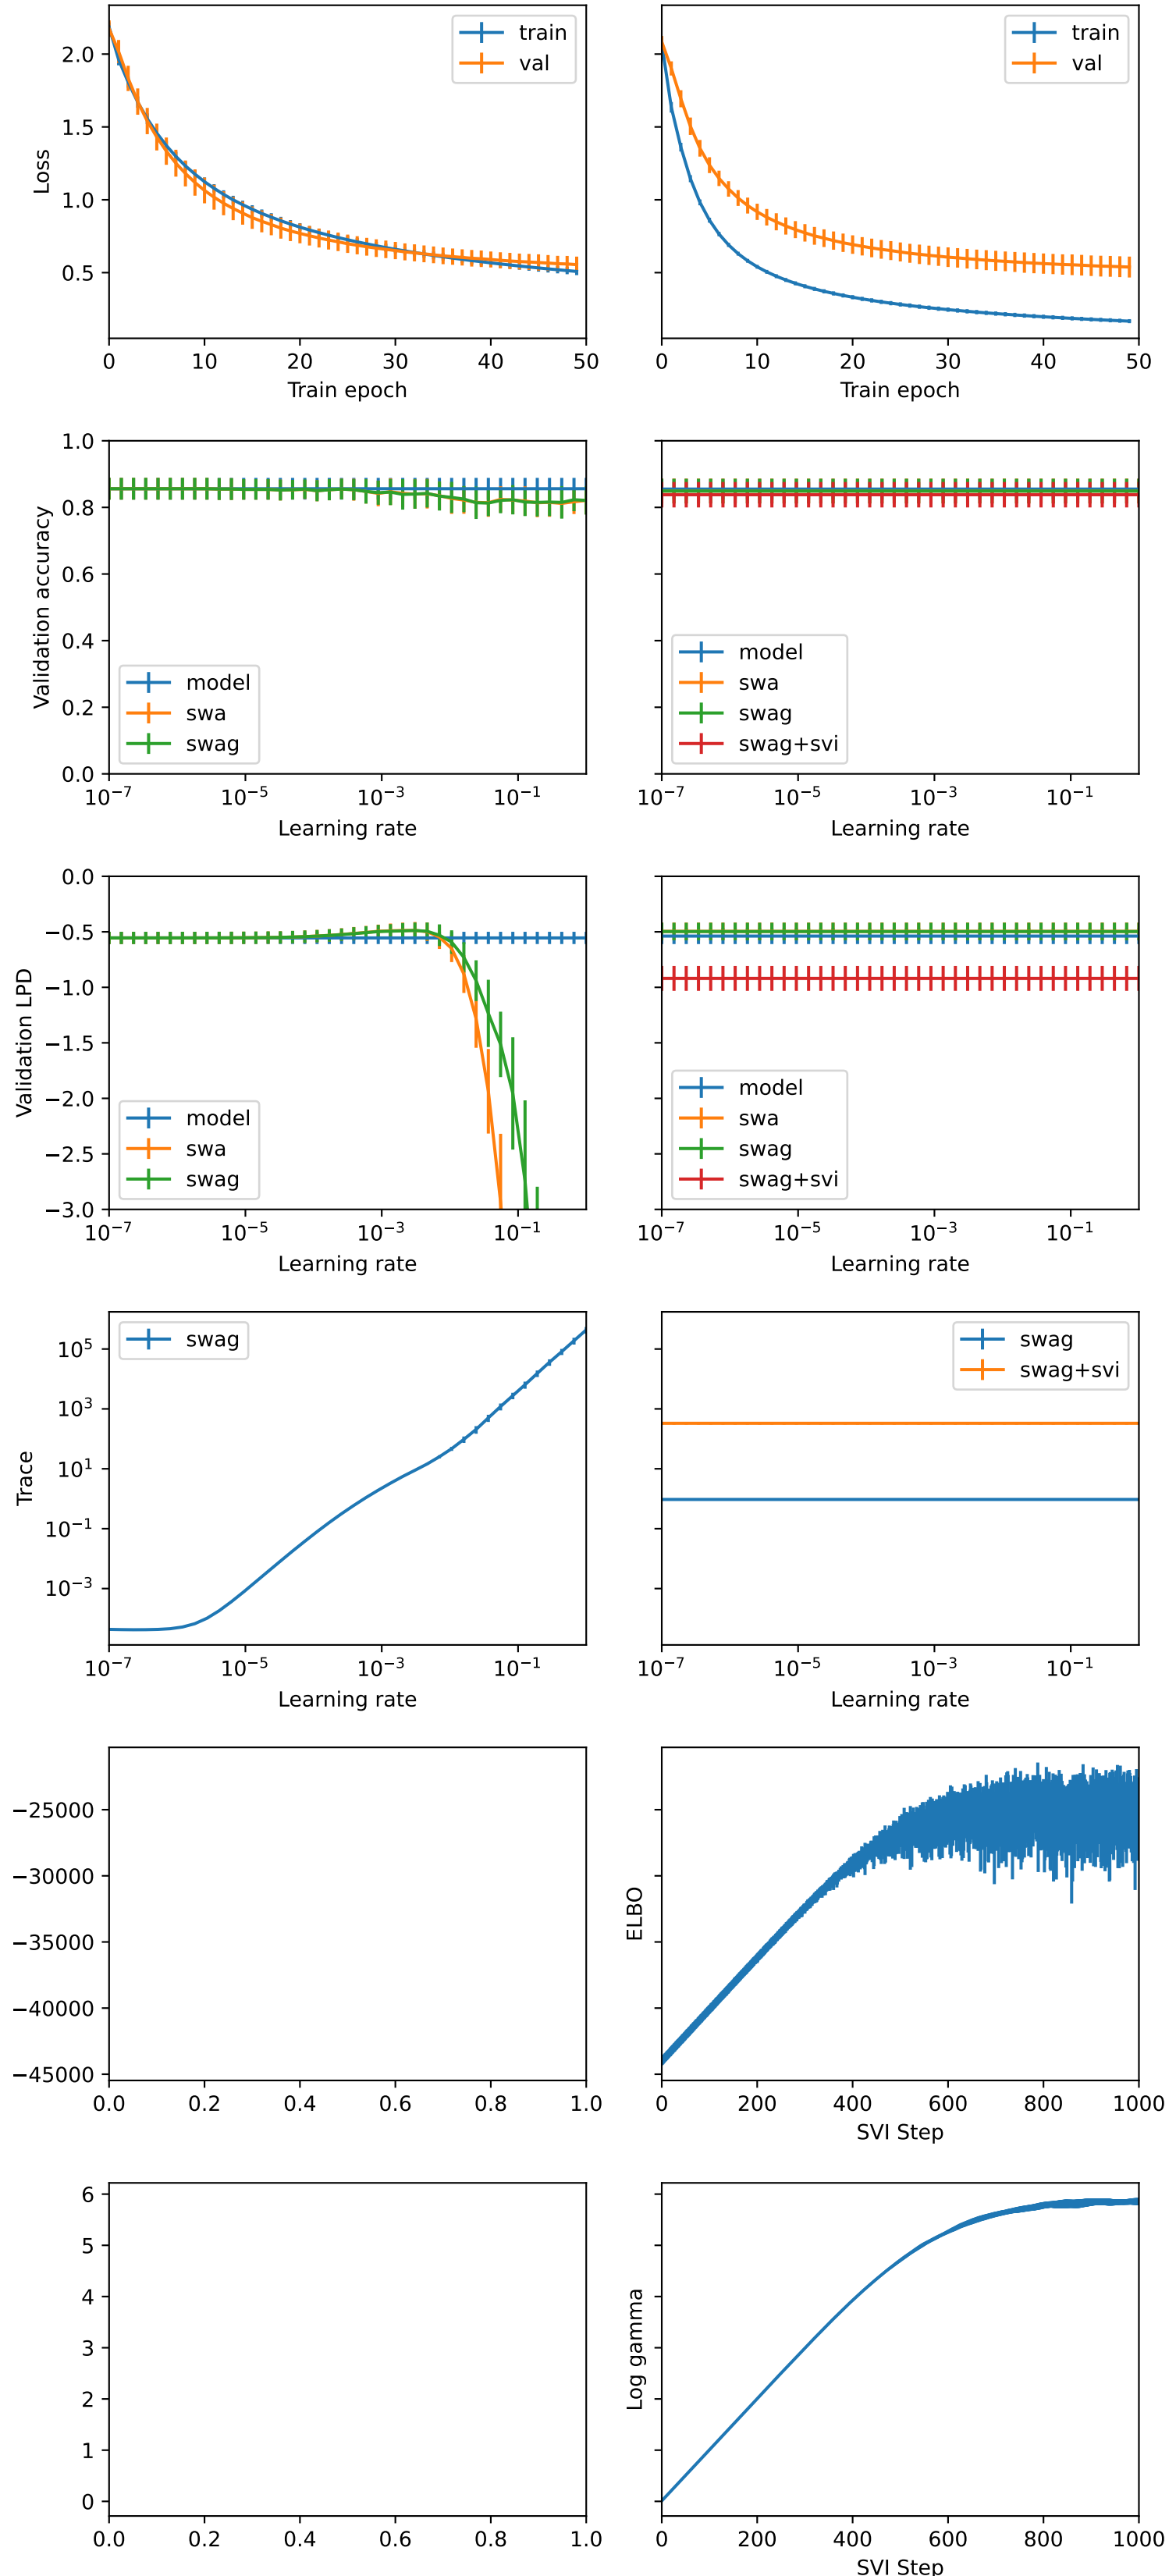 train
val
2.0
1.5
1.0
0.5
Loss
0 10 20 30 40 50
Train epoch
train
val
0 10 20 30 40 50
Train epoch
1.0
0.8
0.6
0.4
0.2
0.0
Validation accuracy
model
swa
swag
10⁻⁷ 10⁻⁵ 10⁻³ 10⁻¹
Learning rate
model
swa
swag
swag+svi
10⁻⁷ 10⁻⁵ 10⁻³ 10⁻¹
Learning rate
0.0
−0.5
−1.0
−1.5
−2.0
−2.5
−3.0
Validation LPD
model
swa
swag
10⁻⁷ 10⁻⁵ 10⁻³ 10⁻¹
Learning rate
model
swa
swag
swag+svi
10⁻⁷ 10⁻⁵ 10⁻³ 10⁻¹
Learning rate
swag
10⁵
10³
10¹
10⁻¹
10⁻³
Trace
10⁻⁷ 10⁻⁵ 10⁻³ 10⁻¹
Learning rate
swag
swag+svi
10⁻⁷ 10⁻⁵ 10⁻³ 10⁻¹
Learning rate
−25000
−30000
−35000
−40000
−45000
0.0 0.2 0.4 0.6 0.8 1.0
ELBO
0 200 400 600 800 1000
SVI Step
6
5
4
3
2
1
0
0.0 0.2 0.4 0.6 0.8 1.0
Log gamma
0 200 400 600 800 1000
SVI Step